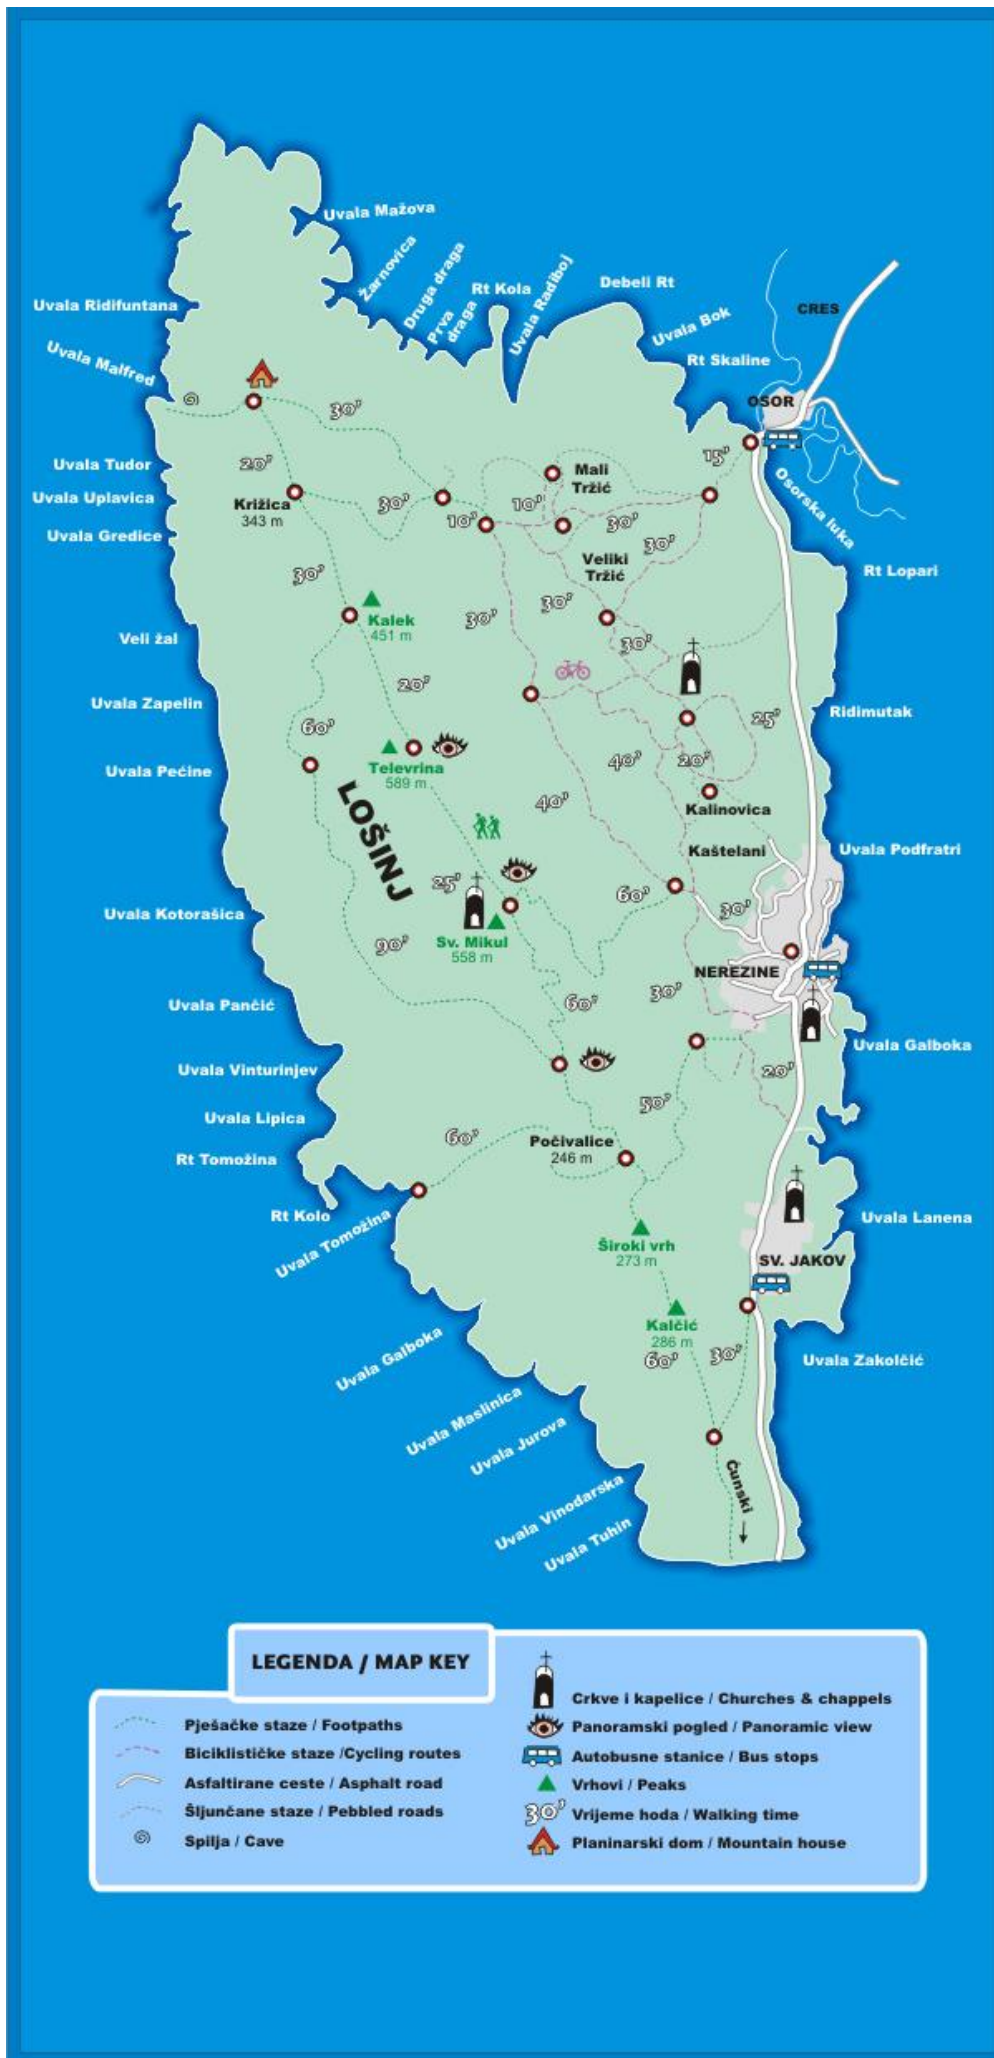 Uvala Mažova
Žarnovica
Druga draga
Prva
draga
Rt Kola
Uvala Radiboj
Debeli Rt
Uvala Bok
Rt Skaline
CRES
OSOR
Osorska luka
Uvala Ridifuntana
Uvala Malfred
30'
15'
20'
Uvala Tudor
Uvala Uplavica
Uvala Gredice
Križica
343 m
30'
10'
10'
Mali
Tržić
30'
30'
Veliki
Tržić
Rt Lopari
30'
30'
30'
30'
Kalek
451 m
Veli žal
20'
Uvala Zapelin
60'
25'
Ridimutak
Televrina
589 m
Uvala Pećine
40'
20'
40'
Kalinovica
LOŠINJ
Kaštelani
Uvala Podfratri
25'
60'
30'
Uvala Kotorašica
90'
Sv. Mikul
558 m
NEREZINE
60'
30'
Uvala Pančić
Uvala Galboka
Uvala Vinturinjev
20'
50'
Uvala Lipica
60'
Počivalice
246 m
Rt Tomožina
Rt Kolo
Uvala Tomožina
Uvala Lanena
Široki vrh
273 m
SV. JAKOV
Kalčić
286 m
60'
30'
Uvala Zakolčić
Uvala Galboka
Uvala Maslinica
Uvala Jurova
Uvala Vinodarska
Uvala Tuhin
Ćunski
LEGENDA / MAP KEY
Pješačke staze / Footpaths
Biciklističke staze /Cycling routes
Asfaltirane ceste / Asphalt road
Šljunčane staze / Pebbled roads
Spilja / Cave
Crkve i kapelice / Churches & chappels
Panoramski pogled / Panoramic view
Autobusne stanice / Bus stops
Vrhovi / Peaks
30' Vrijeme hoda / Walking time
Planinarski dom / Mountain house